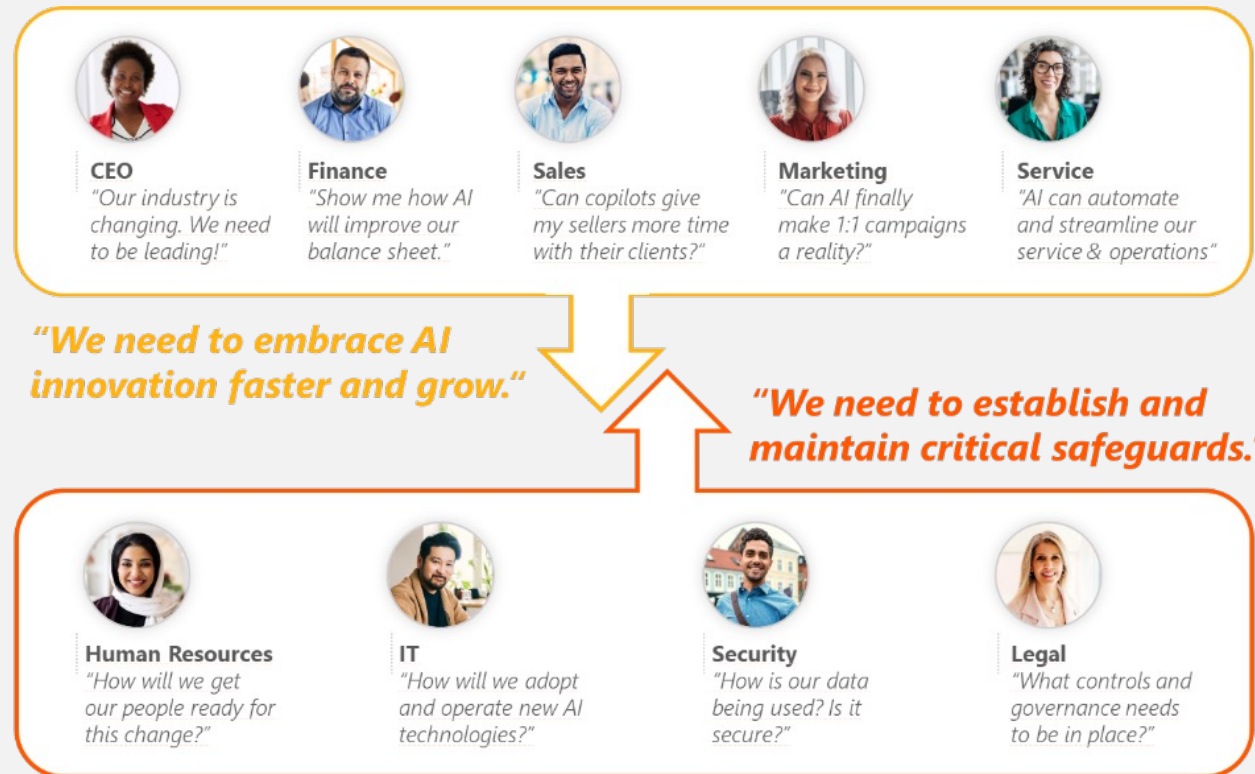 CEO
"Our industry is
changing. We need
to be leading!"
Finance
"Show me how AI
will improve our
balance sheet."
Sales
"Can copilots give
my sellers more time
with their clients?"
Marketing
"Can AI finally
make 1:1 campaigns
a reality?"
Service
"AI can automate
and streamline our
service & operations"
"We need to embrace AI
innovation faster and grow."
"We need to establish and
maintain critical safeguards."
Human Resources
"How will we get
our people ready for
this change?"
IT
"How will we adopt
and operate new AI
technologies?"
Security
"How is our data
being used? Is it
secure?"
Legal
"What controls and
governance needs
to be in place?"